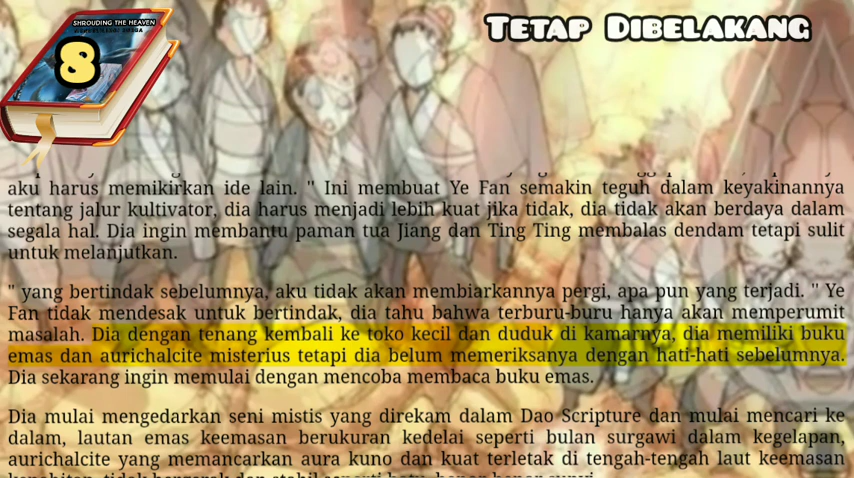 SHROUDING THE HEAVEN
8
TETAP DIBELAKANG
aku harus memikirkan ide lain. " Ini membuat Ye Fan semakin teguh dalam keyakinannya
tentang jalur kultivator, dia harus menjadi lebih kuat jika tidak, dia tidak akan berdaya dalam
segala hal. Dia ingin membantu paman tua Jiang dan Ting Ting membalas dendam tetapi sulit
untuk melanjutkan.
" yang bertindak sebelumnya, aku tidak akan membiarkannya pergi, apa pun yang terjadi. " Ye
Fan tidak mendesak untuk bertindak, dia tahu bahwa terburu-buru hanya akan memperumit
masalah. Dia dengan tenang kembali ke toko kecil dan duduk di kamarnya, dia memiliki buku
emas dan aurichalcite misterius tetapi dia belum memeriksanya dengan hati-hati sebelumnya.
Dia sekarang ingin memulai dengan mencoba membaca buku emas.
Dia mulai mengedarkan seni mistis yang direkam dalam Dao Scripture dan mulai mencari ke
dalam, lautan emas keemasan berukuran kedelai seperti bulan surgawi dalam kegelapan,
aurichalcite yang memancarkan aura kuno dan kuat terletak di tengah-tengah laut keemasan